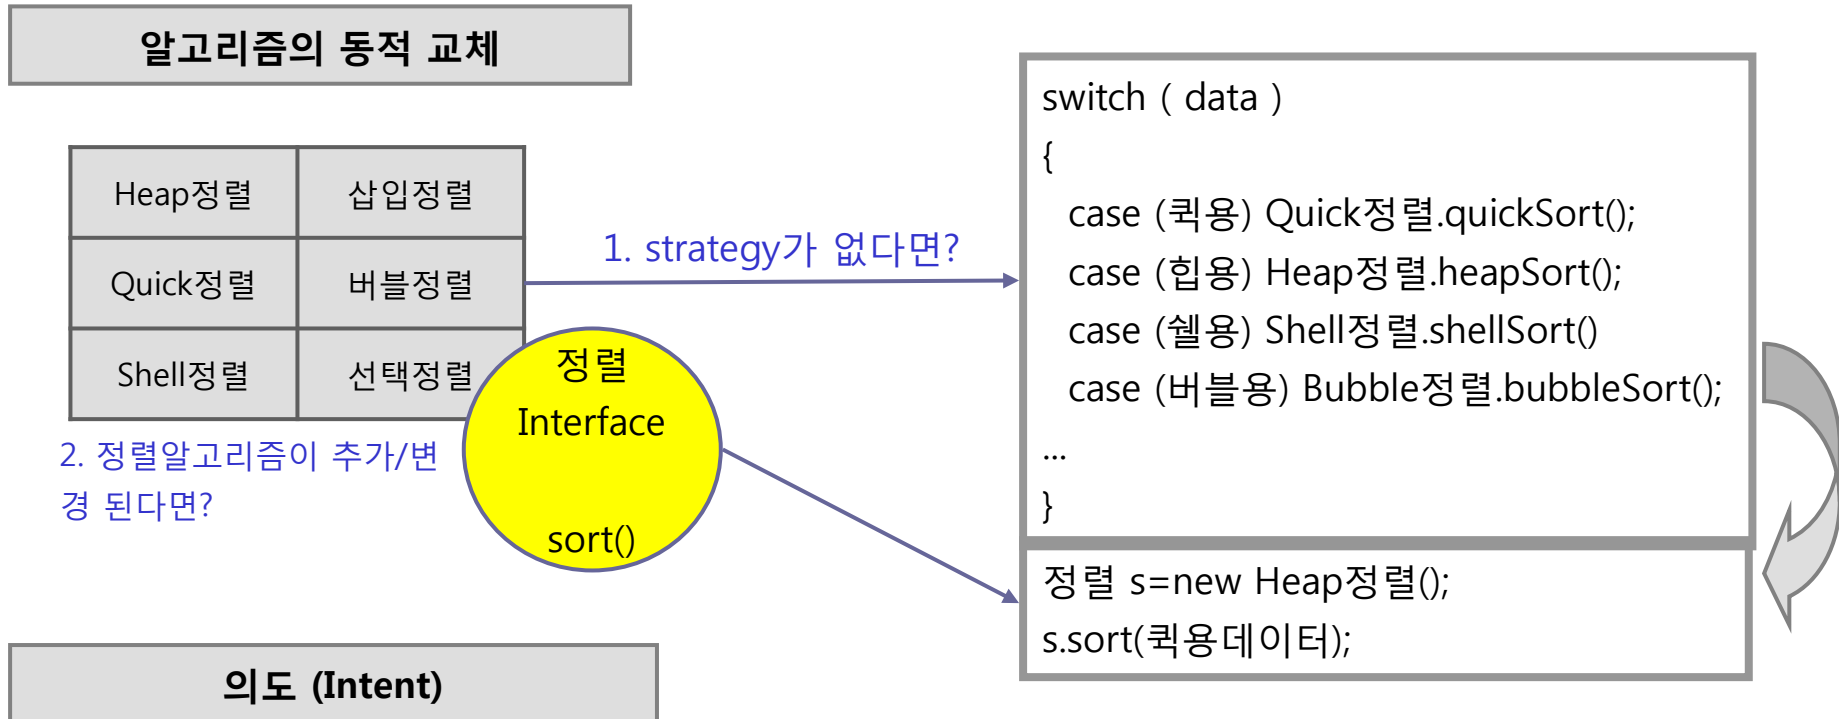 알고리즘의 동적 교체
Heap정렬 삽입정렬
Quick정렬 버블정렬
Shell정렬 선택정렬
1. strategy가 없다면?
2. 정렬알고리즘이 추가/변
경 된다면?
정렬
Interface
sort()
switch ( data )
{
case (퀵용) Quick정렬.quickSort();
case (힙용) Heap정렬.heapSort();
case (쉘용) Shell정렬.shellSort()
case (버블용) Bubble정렬.bubbleSort();
...
}
정렬 s=new Heap정렬();
s.sort(퀵용데이터);
의도 (Intent)